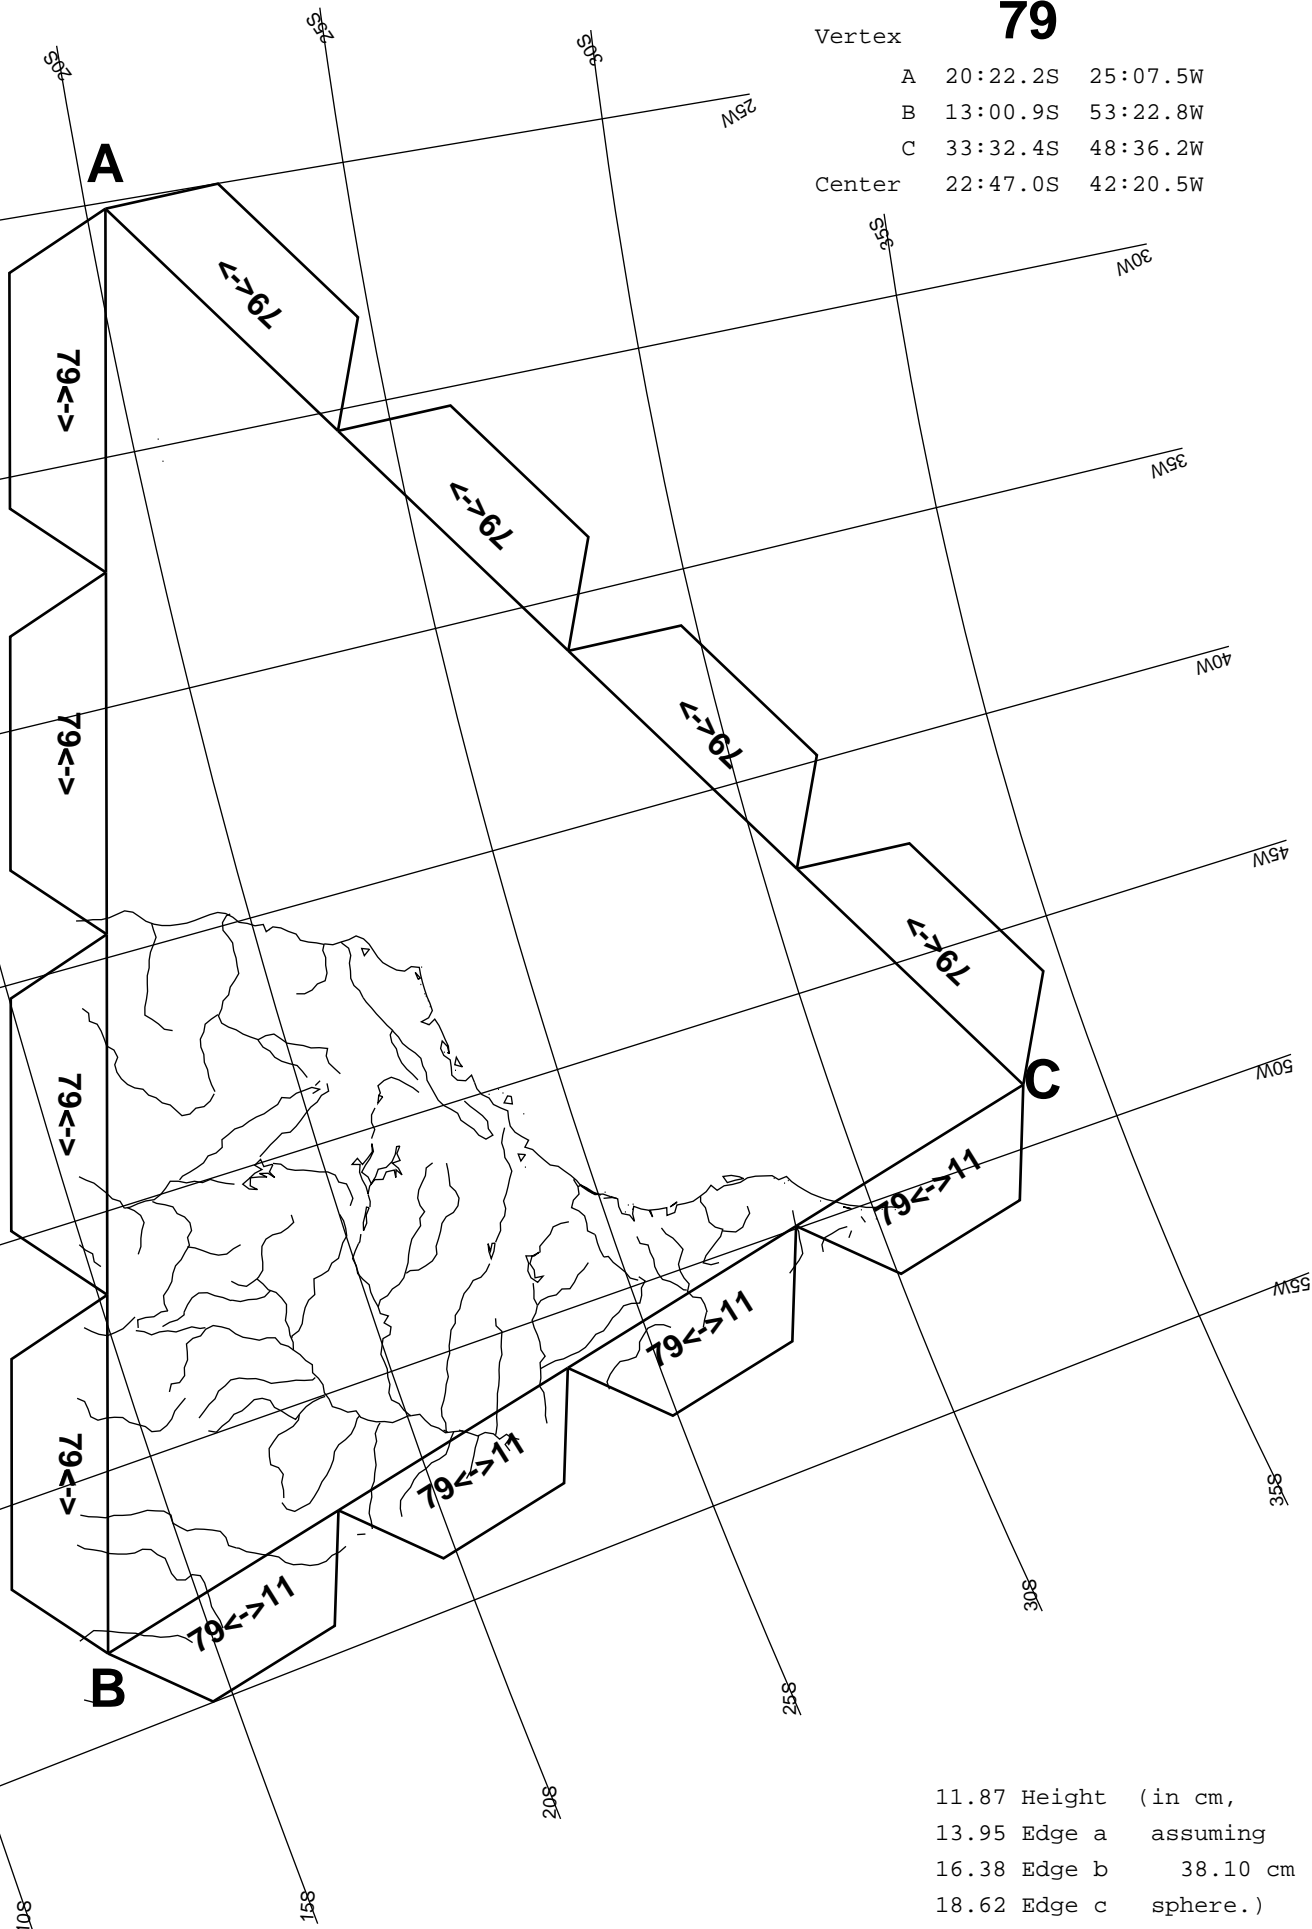 79
Vertex
A 20:22.2S 25:07.5W
B 13:00.9S 53:22.8W
C 33:32.4S 48:36.2W
Center 22:47.0S 42:20.5W
20S
25S
30S
25W
A
35S
30W
79<->
79<->
35W
79<->
40W
79<->
79<->
45W
79<->
50W
C
79<->
79<->11
55W
79<->11
79<->
79<->11
35S
79<->11
30S
B
25S
20S
15S
10S
11.87 Height (in cm,
13.95 Edge a assuming
16.38 Edge b 38.10 cm
18.62 Edge c sphere.)